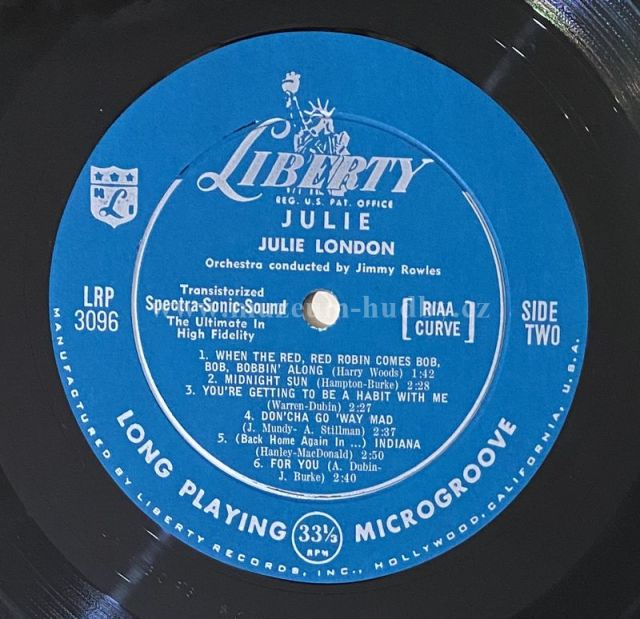 LIBERTY
REG. U.S. PAT. OFFICE
JULIE
JULIE LONDON
Orchestra conducted by Jimmy Rowles
LRP
3096
Transistorized
Spectra-Sonic-Sound
The Ultimate In
High Fidelity
[RIAA
CURVE]
SIDE
TWO
1. WHEN THE RED, RED ROBIN COMES BOB,
BOB, BOBBIN' ALONG (Harry Woods) 1:42
2. MIDNIGHT SUN (Hampton-Burke) 2:28
3. YOU'RE GETTING TO BE A HABIT WITH ME
(Warren-Dubin) 2:27
4. DON'CHA GO 'WAY MAD
(J. Mundy- A. Stillman) 2:37
5. (Back Home Again In ...) INDIANA
(Hanley-MacDonald) 2:50
6. FOR YOU (A. Dubin-
J. Burke) 2:40
LONG PLAYING 33⅓ RPM MICROGROOVE
MANUFACTURED BY LIBERTY RECORDS, INC., HOLLYWOOD, CALIFORNIA, U.S.A.